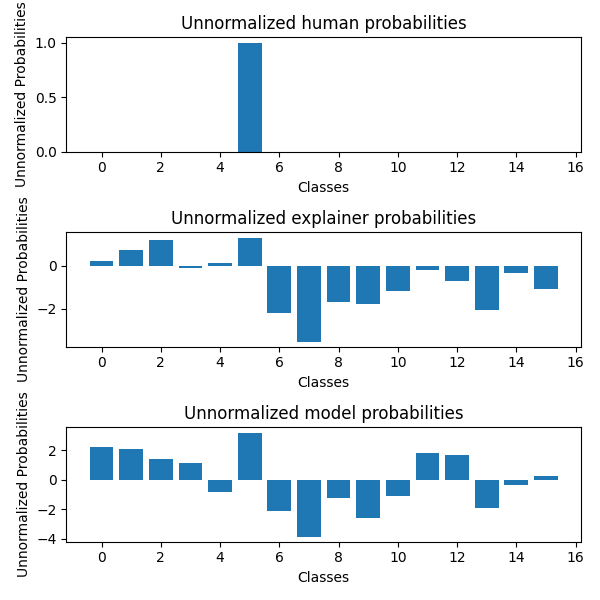 Unnormalized human probabilities
Unnormalized Probabilities
1.0
0.5
0.0
0 2 4 6 8 10 12 14 16
Classes
Unnormalized explainer probabilities
Unnormalized Probabilities
0
−2
0 2 4 6 8 10 12 14 16
Classes
Unnormalized model probabilities
Unnormalized Probabilities
2
0
−2
−4
0 2 4 6 8 10 12 14 16
Classes